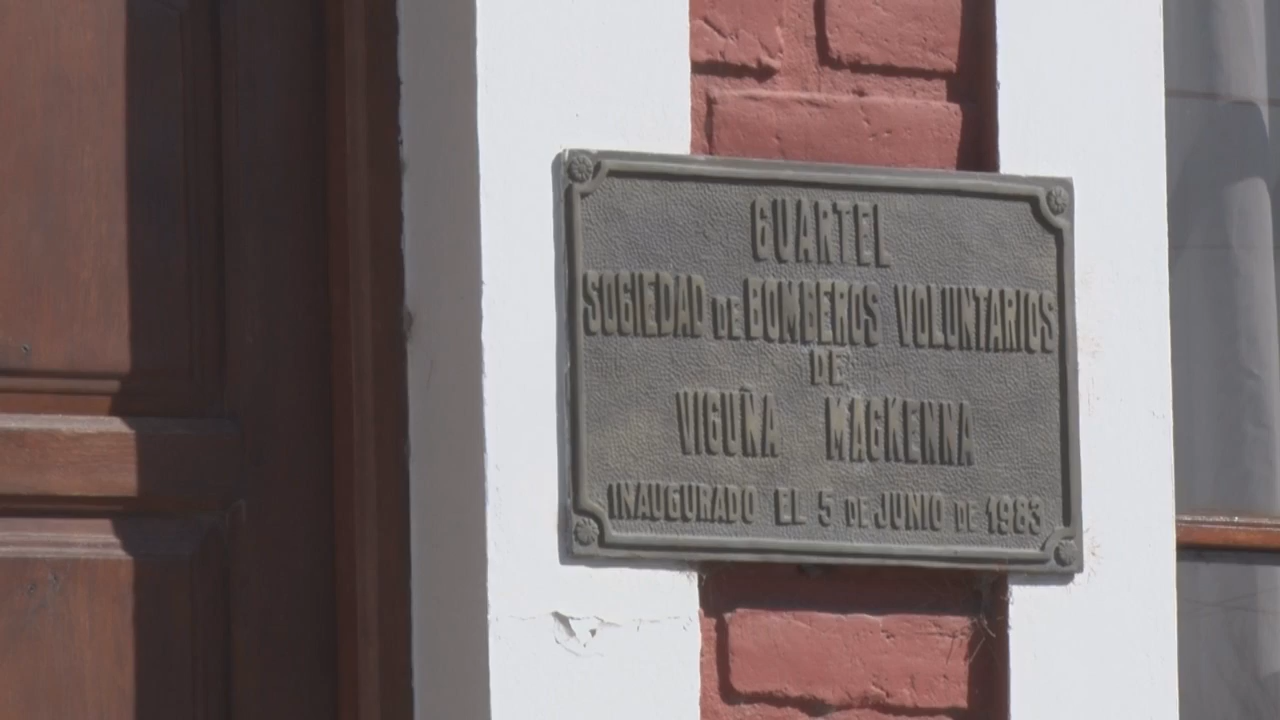 CUARTEL
SOCIEDAD DE BOMBEROS VOLUNTARIOS
DE
VICUÑA MACKENNA
INAUGURADO EL 5 DE JUNIO DE 1983